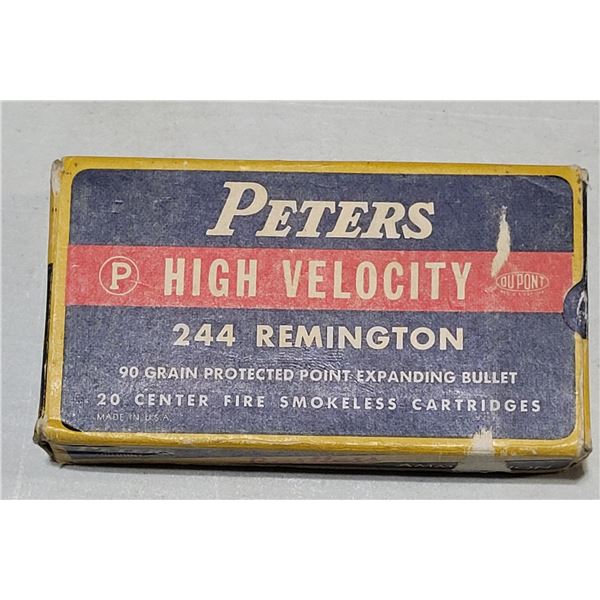 PETERS
P HIGH VELOCITY DU PONT
244 REMINGTON
90 GRAIN PROTECTED POINT EXPANDING BULLET
20 CENTER FIRE SMOKELESS CARTRIDGES
MADE IN U.S.A.